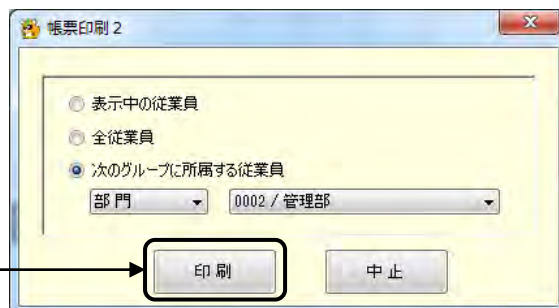 帳票印刷2
表示中の従業員
全従業員
次のグループに所属する従業員
部門 0002 / 管理部
印刷 中止